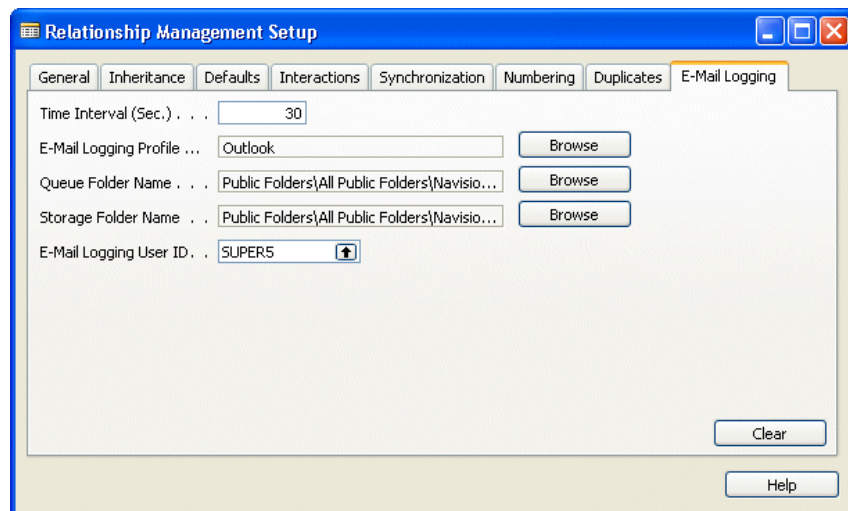 Relationship Management Setup
General Inheritance Defaults Interactions Synchronization Numbering Duplicates E-Mail Logging
Time Interval (Sec.) . . . 30
E-Mail Logging Profile ... Outlook Browse
Queue Folder Name . . . Public Folders\All Public Folders\Navisio... Browse
Storage Folder Name . . Public Folders\All Public Folders\Navisio... Browse
E-Mail Logging User ID. . SUPER5
Clear
Help